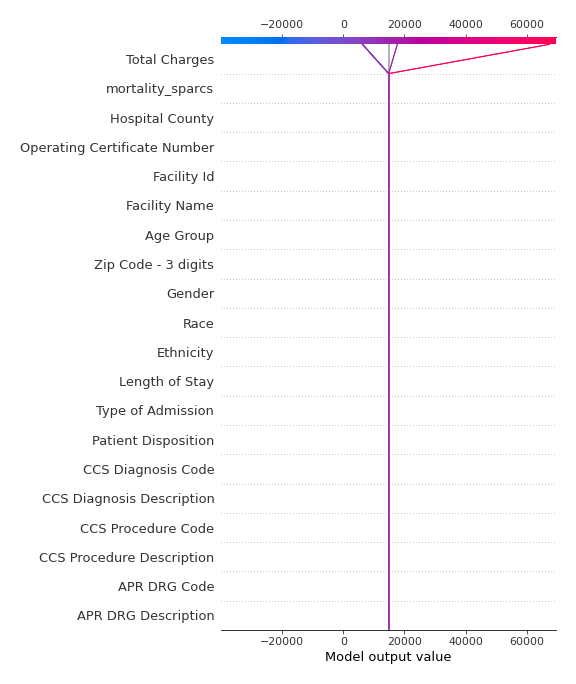 −20000 0 20000 40000 60000
Total Charges
mortality_sparcs
Hospital County
Operating Certificate Number
Facility Id
Facility Name
Age Group
Zip Code - 3 digits
Gender
Race
Ethnicity
Length of Stay
Type of Admission
Patient Disposition
CCS Diagnosis Code
CCS Diagnosis Description
CCS Procedure Code
CCS Procedure Description
APR DRG Code
APR DRG Description
−20000 0 20000 40000 60000
Model output value